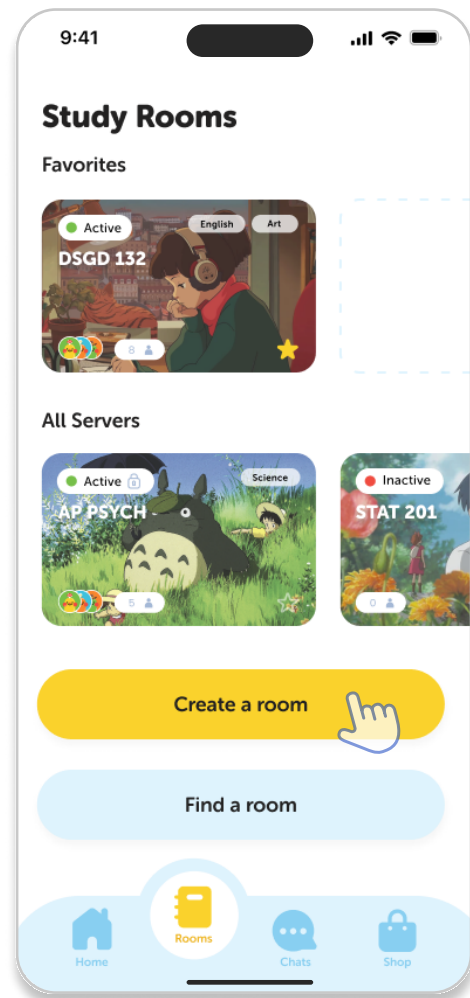 9:41
Study Rooms
Favorites
Active
English
Art
DSGD 132
8
All Servers
Active
Science
AP PSYCH
5
Inactive
STAT 201
0
Create a room
Find a room
Home
Rooms
Chats
Shop